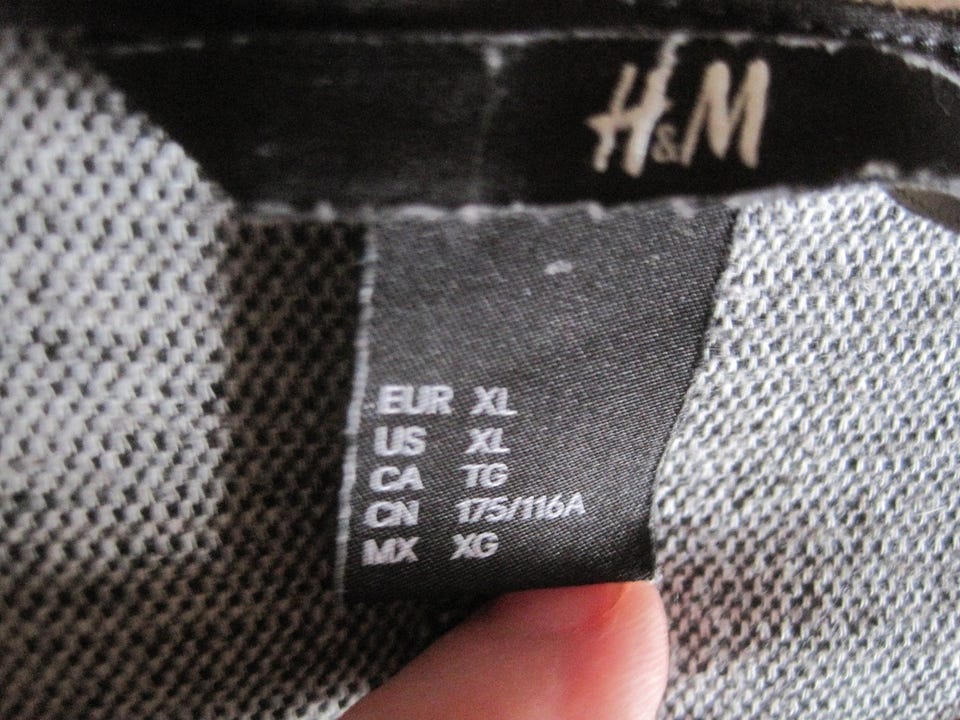 H&M
EUR XL
US XL
CA TG
CN 175/116A
MX XG